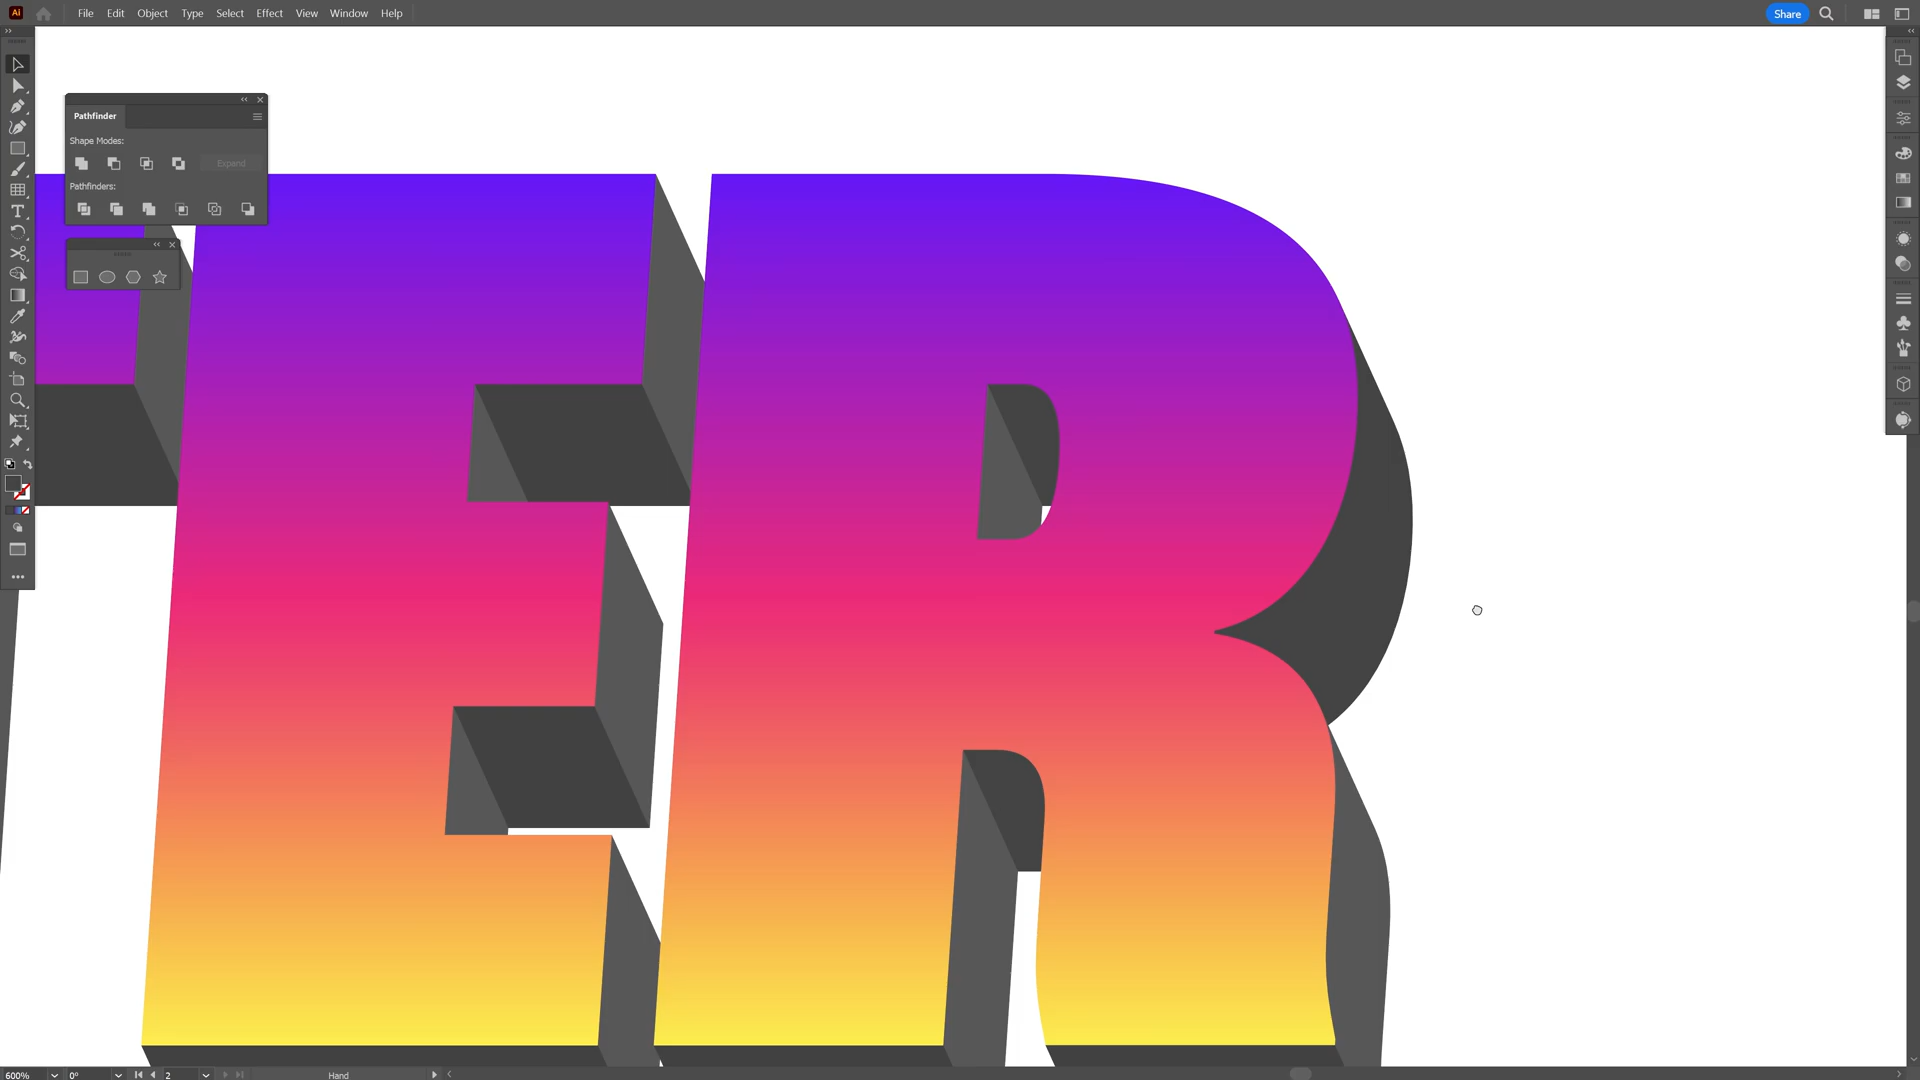 Ai File Edit Object Type Select Effect View Window Help Share
Pathfinder
Shape Modes:
Expand
Pathfinders:
ER
600% 0° 2 Hand